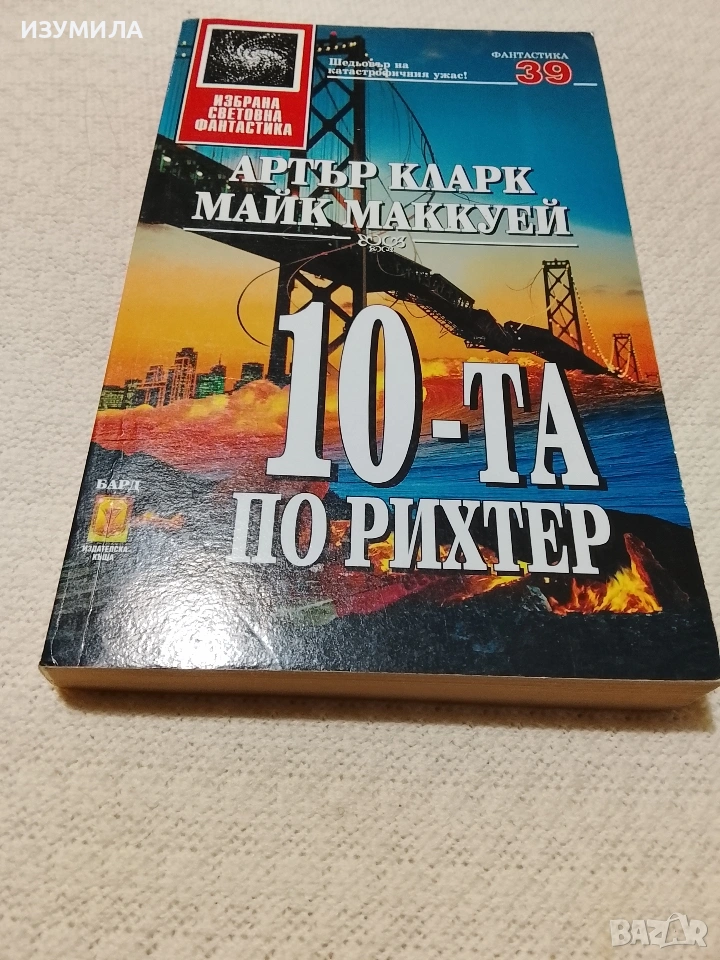 ИЗУМИЛА
ИЗБРАНА
СВЕТОВНА
ФАНТАСТИКА
Шедьовър на
катастрофичния ужас!
ФАНТАСТИКА
39
АРТЪР КЛАРК
МАЙК МАККУЕЙ
10-ТА
ПО РИХТЕР
БАРД
ИЗДАТЕЛСКА
КЪЩА
BAZAR